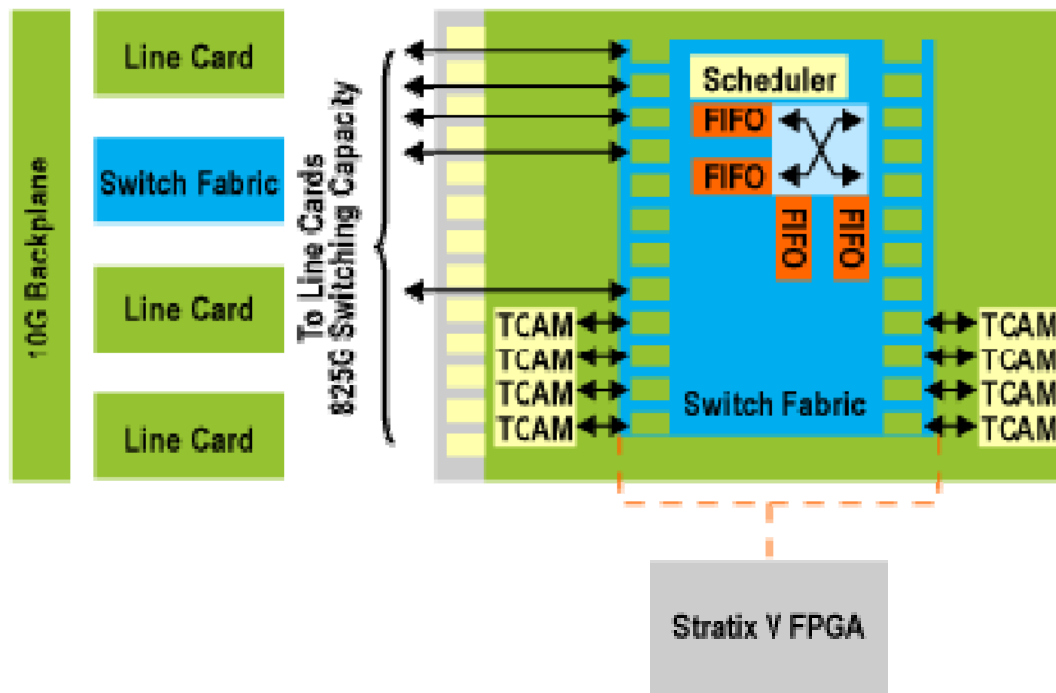 10G Backplane
Line Card
Switch Fabric
Line Card
Line Card
To Line Cards
825G Switching Capacity
Scheduler
FIFO
FIFO
FIFO
FIFO
TCAM
TCAM
TCAM
TCAM
Switch Fabric
TCAM
TCAM
TCAM
TCAM
Stratix V FPGA